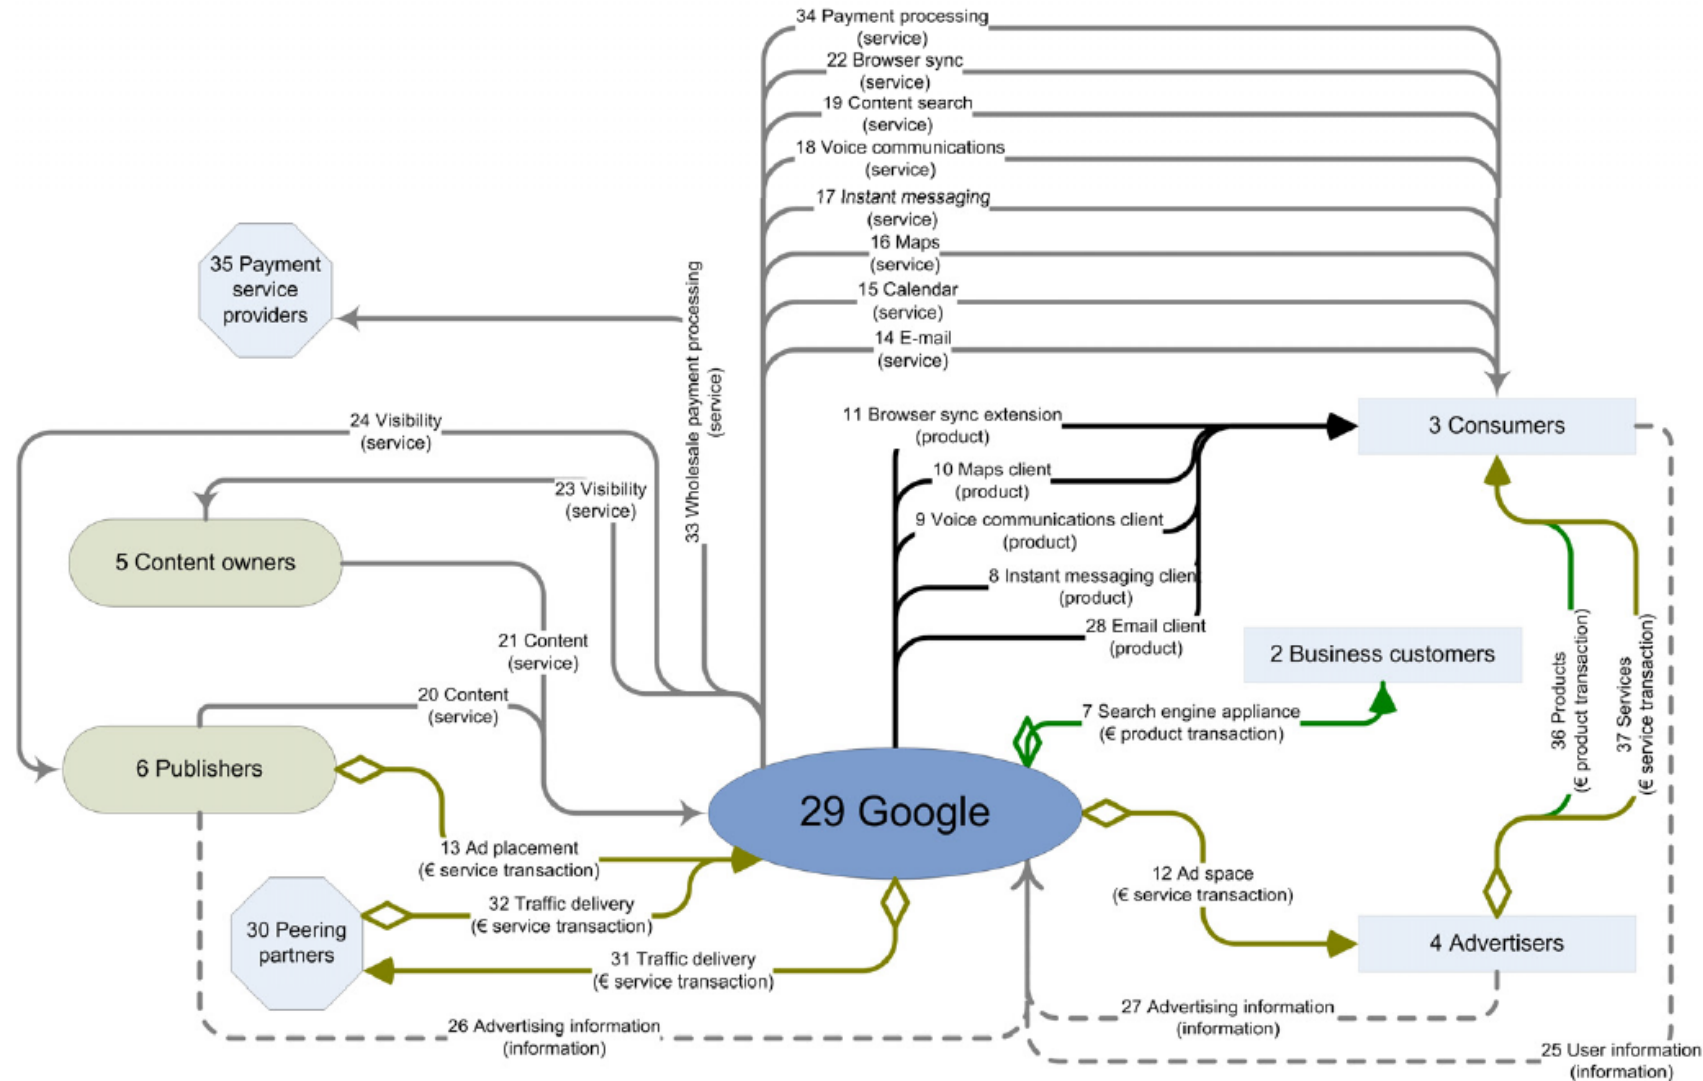 34 Payment processing
(service)
22 Browser sync
(service)
19 Content search
(service)
18 Voice communications
(service)
17 Instant messaging
(service)
16 Maps
(service)
15 Calendar
(service)
14 E-mail
(service)
35 Payment
service
providers
33 Wholesale payment processing
(service)
24 Visibility
(service)
23 Visibility
(service)
11 Browser sync extension
(product)
3 Consumers
10 Maps client
(product)
9 Voice communications client
(product)
8 Instant messaging client
(product)
28 Email client
(product)
5 Content owners
21 Content
(service)
20 Content
(service)
2 Business customers
36 Products
(€ product transaction)
37 Services
(€ service transaction)
7 Search engine appliance
(€ product transaction)
6 Publishers
29 Google
13 Ad placement
(€ service transaction)
12 Ad space
(€ service transaction)
32 Traffic delivery
(€ service transaction)
30 Peering
partners
4 Advertisers
31 Traffic delivery
(€ service transaction)
27 Advertising information
(information)
26 Advertising information
(information)
25 User information
(information)